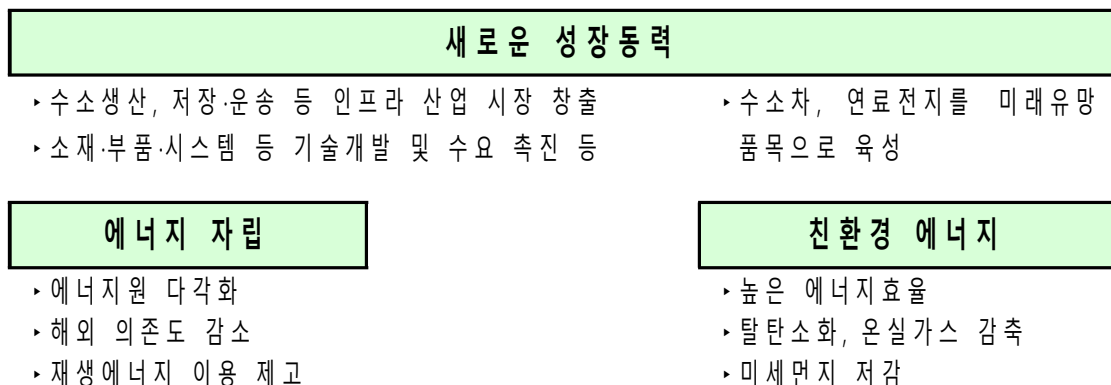 새로운 성장동력
‣수소생산, 저장·운송 등 인프라 산업 시장 창출
‣소재·부품·시스템 등 기술개발 및 수요 촉진 등
‣수소차, 연료전지를 미래유망
품목으로 육성
에너지 자립
‣에너지원 다각화
‣해외 의존도 감소
‣재생에너지 이용 제고
친환경 에너지
‣높은 에너지효율
‣탈탄소화, 온실가스 감축
‣미세먼지 저감